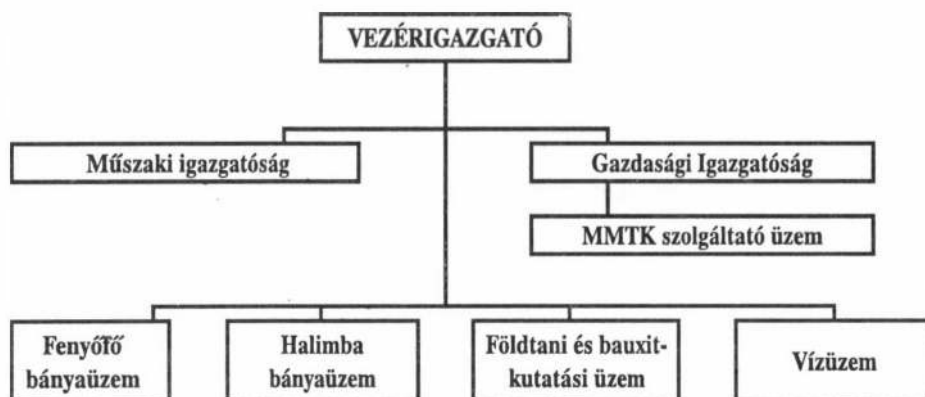 VEZÉRIGAZGATÓ
Műszaki igazgatóság
Gazdasági Igazgatóság
MMTK szolgáltató üzem
Fenyőfő
bányaüzem
Halimba
bányaüzem
Földtani és bauxit-
kutatási üzem
Vízüzem